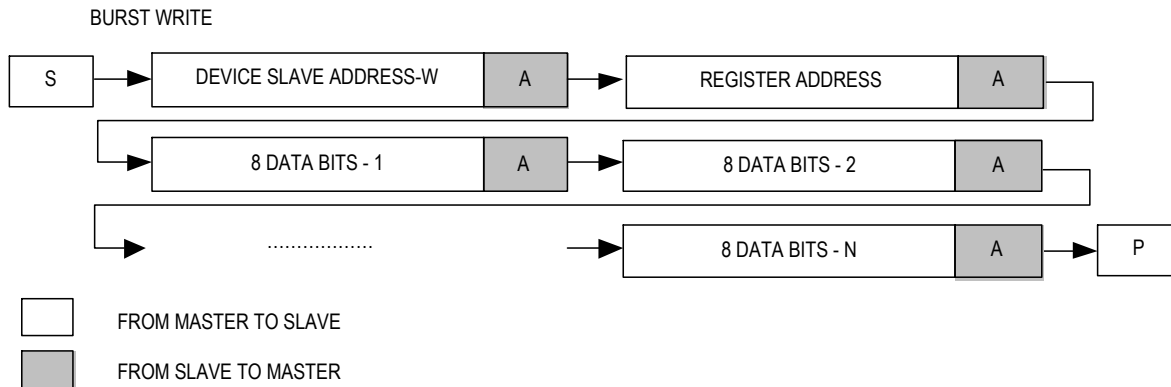 BURST WRITE
S DEVICE SLAVE ADDRESS-W A REGISTER ADDRESS A
8 DATA BITS - 1 A 8 DATA BITS - 2 A
.................. 8 DATA BITS - N A P
FROM MASTER TO SLAVE
FROM SLAVE TO MASTER